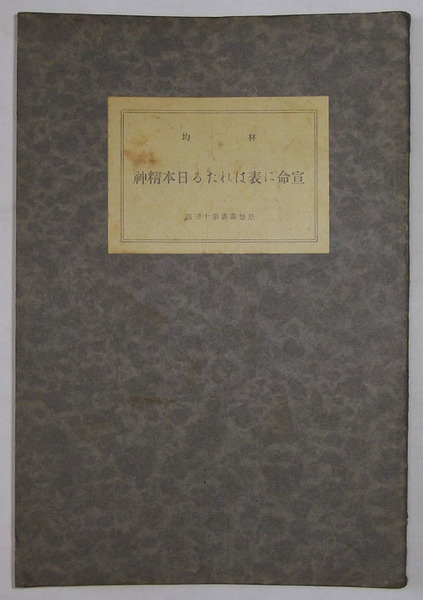 林 均
宣命に表はれたる日本精神
思想叢書第十三篇